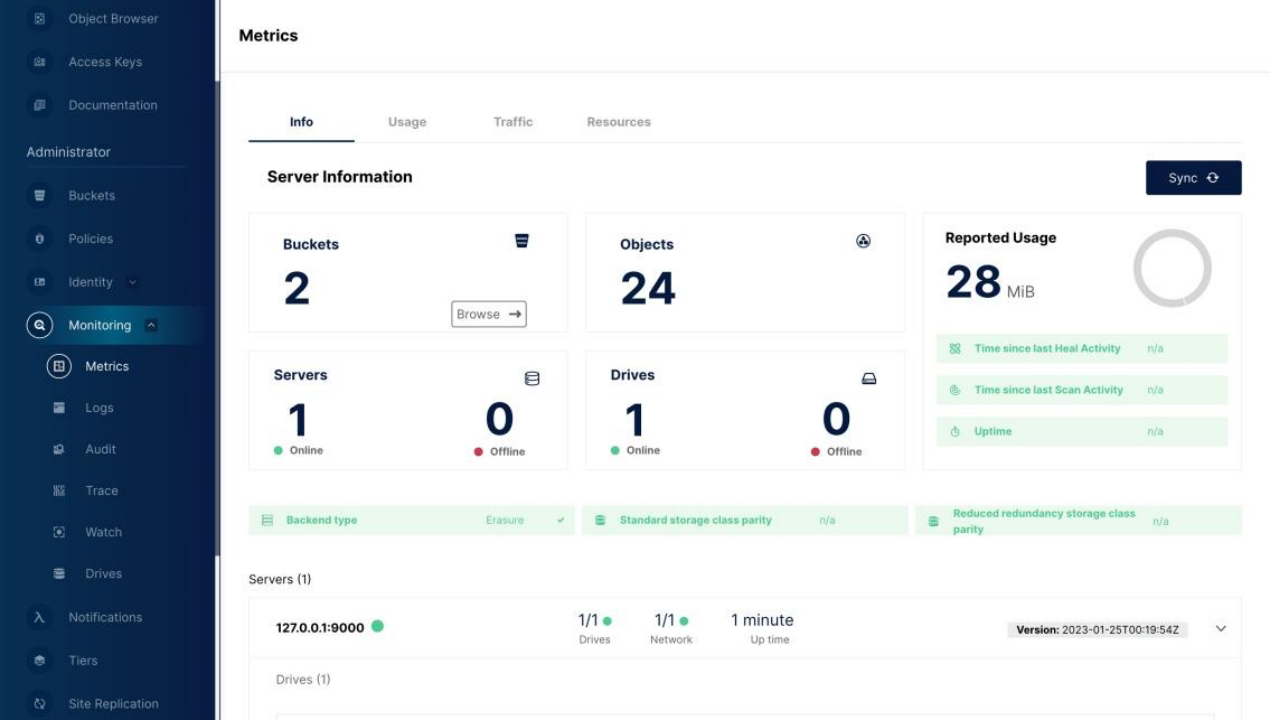 Object Browser
Access Keys
Documentation
Administrator
Buckets
Policies
Identity
Monitoring
Metrics
Logs
Audit
Trace
Watch
Drives
Notifications
Tiers
Site Replication
Metrics
Info Usage Traffic Resources
Server Information
Sync
Buckets
2
Browse
Objects
24
Reported Usage
28 MiB
Time since last Heal Activity n/a
Time since last Scan Activity n/a
Uptime n/a
Servers
1 0
Online Offline
Drives
1 0
Online Offline
Backend type Erasure
Standard storage class parity n/a
Reduced redundancy storage class
parity n/a
Servers (1)
127.0.0.1:9000
1/1
Drives
1/1
Network
1 minute
Up time
Version: 2023-01-25T00:19:54Z
Drives (1)